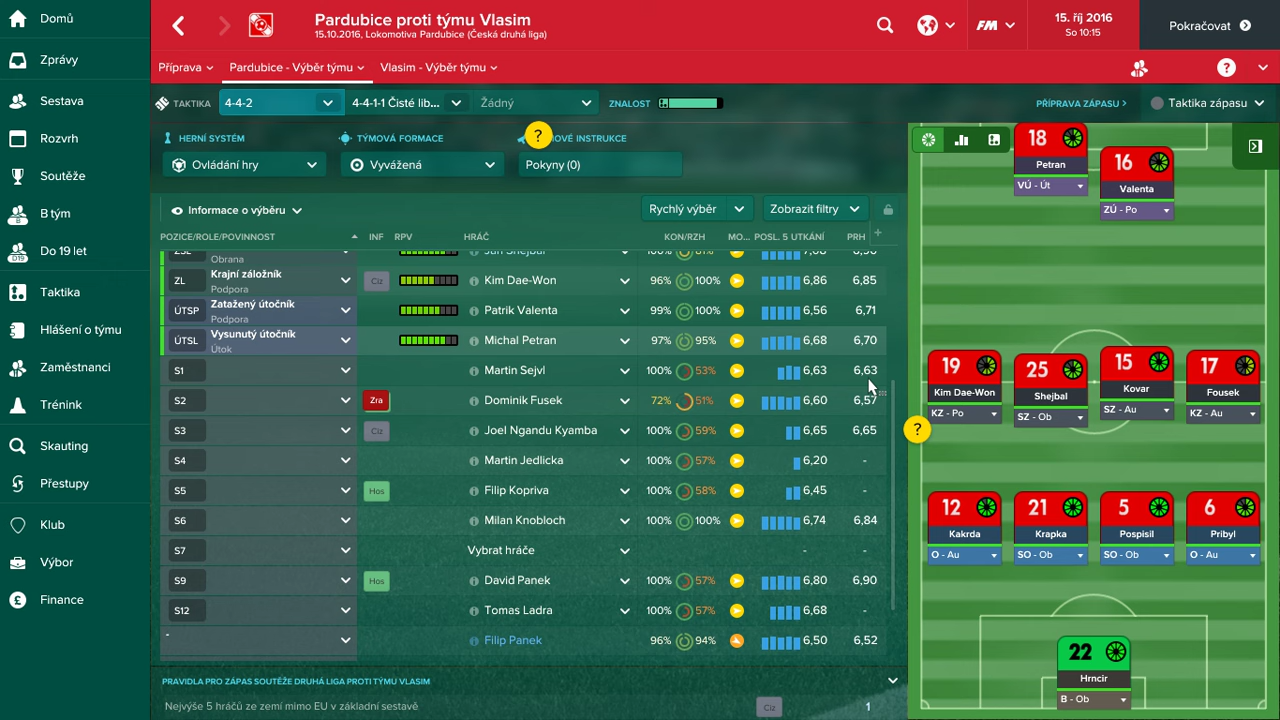 Domů
Zprávy
Sestava
Rozvrh
Soutěže
B tým
D19
Do 19 let
Taktika
Hlášení o týmu
Zaměstnanci
Trénink
Skauting
Přestupy
Klub
Výbor
Finance
Pardubice proti týmu Vlasim
15.10.2016, Lokomotiva Pardubice (Česká druhá liga)
FM
15. říj 2016
So 10:15
Pokračovat
Příprava
Pardubice - Výběr týmu
Vlasim - Výběr týmu
?
TAKTIKA
4-4-2
4-4-1-1 Čisté lib...
Žádný
ZNALOST
PŘÍPRAVA ZÁPASU >
Taktika zápasu
HERNÍ SYSTÉM
TÝMOVÁ FORMACE
?
OVÉ INSTRUKCE
Ovládání hry
Vyvážená
Pokyny (0)
Informace o výběru
Rychlý výběr
Zobrazit filtry
POZICE/ROLE/POVINNOST INF RPV HRÁČ KON/RZH MO... POSL. 5 UTKÁNÍ PRH +
Obrana
ZL Krajní záložník Podpora Ciz Kim Dae-Won 96% 100% 6,86 6,85
ÚTSP Zatažený útočník Podpora Patrik Valenta 99% 100% 6,56 6,71
ÚTSL Vysunutý útočník Útok Michal Petran 97% 95% 6,68 6,70
S1 Martin Sejvl 100% 53% 6,63 6,63
S2 Zra Dominik Fusek 72% 51% 6,60 6,57
S3 Ciz Joel Ngandu Kyamba 100% 59% 6,65 6,65
S4 Martin Jedlicka 100% 57% 6,20 -
S5 Hos Filip Kopriva 100% 58% 6,45 -
S6 Milan Knobloch 100% 100% 6,74 6,84
S7 Vybrat hráče - -
S9 Hos David Panek 100% 57% 6,80 6,90
S12 Tomas Ladra 100% 57% 6,68 -
- Filip Panek 96% 94% 6,50 6,52
PRAVIDLA PRO ZÁPAS SOUTĚŽE DRUHÁ LIGA PROTI TÝMU VLASIM
Nejvýše 5 hráčů ze zemí mimo EU v základní sestavě Ciz 1
18
Petran
VÚ - Út
16
Valenta
ZÚ - Po
19
Kim Dae-Won
KZ - Po
25
Shejbal
SZ - Ob
15
Kovar
SZ - Au
17
Fousek
KZ - Au
?
12
Kakrda
O - Au
21
Krapka
SO - Ob
5
Pospisil
SO - Ob
6
Pribyl
O - Au
22
Hrncir
B - Ob